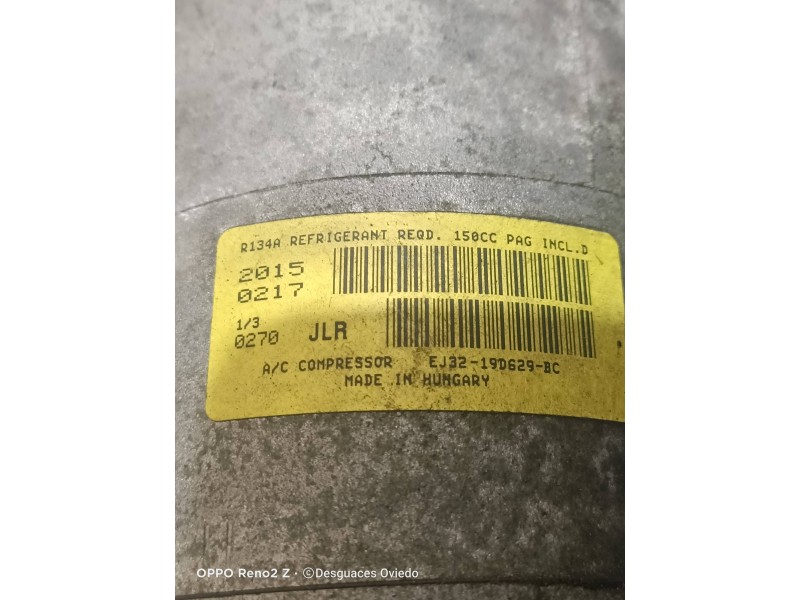 R134A REFRIGERANT REQD. 150CC PAG INCL.D
2015
0217
1/3
0270 JLR
A/C COMPRESSOR EJ32-19D629-BC
MADE IN HUNGARY
OPPO Reno2 Z • ©Desguaces Oviedo